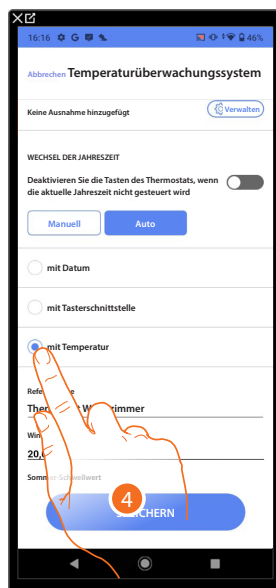 16:16 G 46%
Abbrechen Temperaturüberwachungssystem
Keine Ausnahme hinzugefügt Verwalten
WECHSEL DER JAHRESZEIT
Deaktivieren Sie die Tasten des Thermostats, wenn
die aktuelle Jahreszeit nicht gesteuert wird
Manuell Auto
mit Datum
mit Tasterschnittstelle
mit Temperatur
20,
4